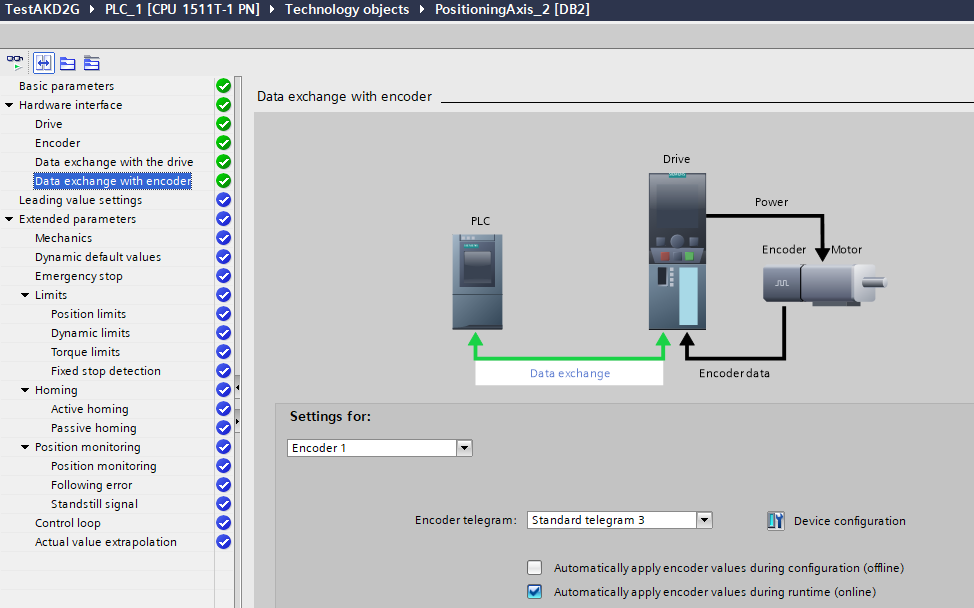 TestAKD2G PLC_1 [CPU 1511T-1 PN] Technology objects PositioningAxis_2 [DB2]
Basic parameters
Hardware interface
Drive
Encoder
Data exchange with the drive
Data exchange with encoder
Leading value settings
Extended parameters
Mechanics
Dynamic default values
Emergency stop
Limits
Position limits
Dynamic limits
Torque limits
Fixed stop detection
Homing
Active homing
Passive homing
Position monitoring
Position monitoring
Following error
Standstill signal
Control loop
Actual value extrapolation
Data exchange with encoder
Drive
Power
PLC
Encoder Motor
Data exchange
Encoder data
Settings for:
Encoder 1
Encoder telegram: Standard telegram 3 Device configuration
Automatically apply encoder values during configuration (offline)
Automatically apply encoder values during runtime (online)